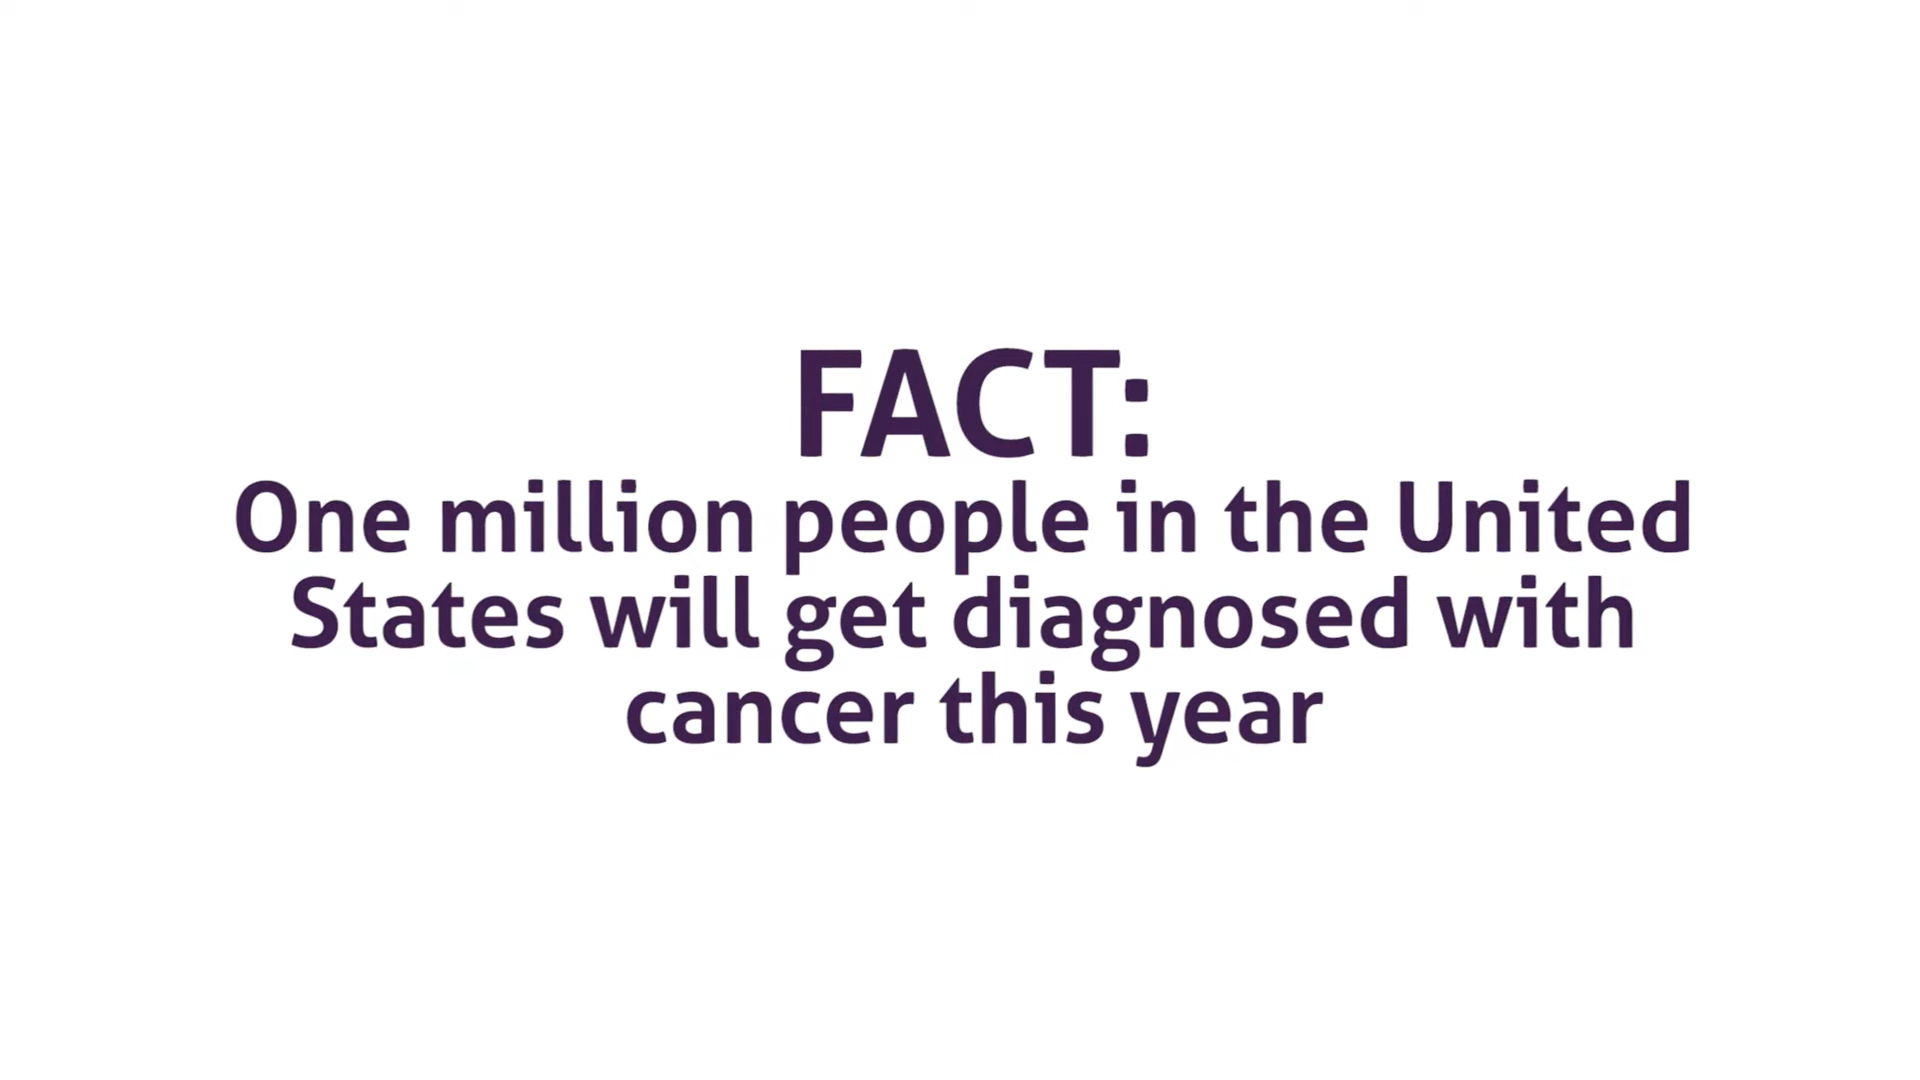 FACT:
One million people in the United
States will get diagnosed with
cancer this year